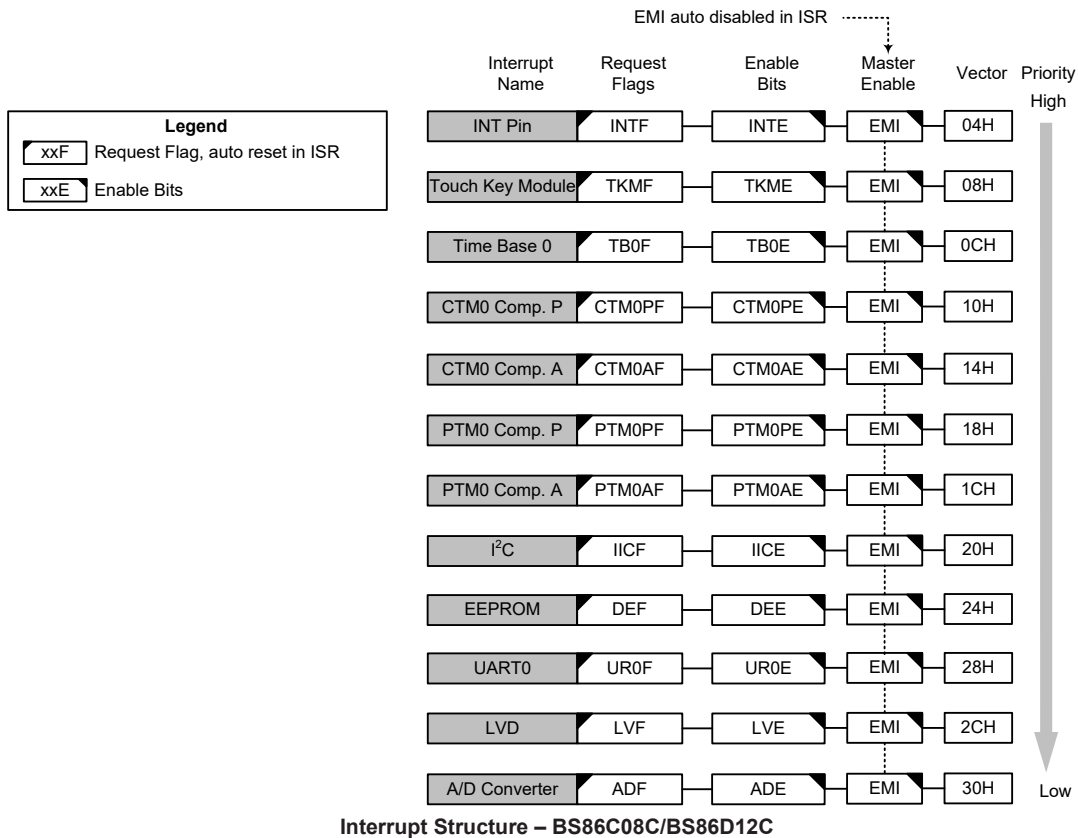 EMI auto disabled in ISR
Interrupt Name Request Flags Enable Bits Master Enable Vector Priority
High
Legend
xxF Request Flag, auto reset in ISR
xxE Enable Bits
INT Pin INTF INTE EMI 04H
Touch Key Module TKMF TKME EMI 08H
Time Base 0 TB0F TB0E EMI 0CH
CTM0 Comp. P CTM0PF CTM0PE EMI 10H
CTM0 Comp. A CTM0AF CTM0AE EMI 14H
PTM0 Comp. P PTM0PF PTM0PE EMI 18H
PTM0 Comp. A PTM0AF PTM0AE EMI 1CH
I²C IICF IICE EMI 20H
EEPROM DEF DEE EMI 24H
UART0 UR0F UR0E EMI 28H
LVD LVF LVE EMI 2CH
A/D Converter ADF ADE EMI 30H Low
Interrupt Structure – BS86C08C/BS86D12C